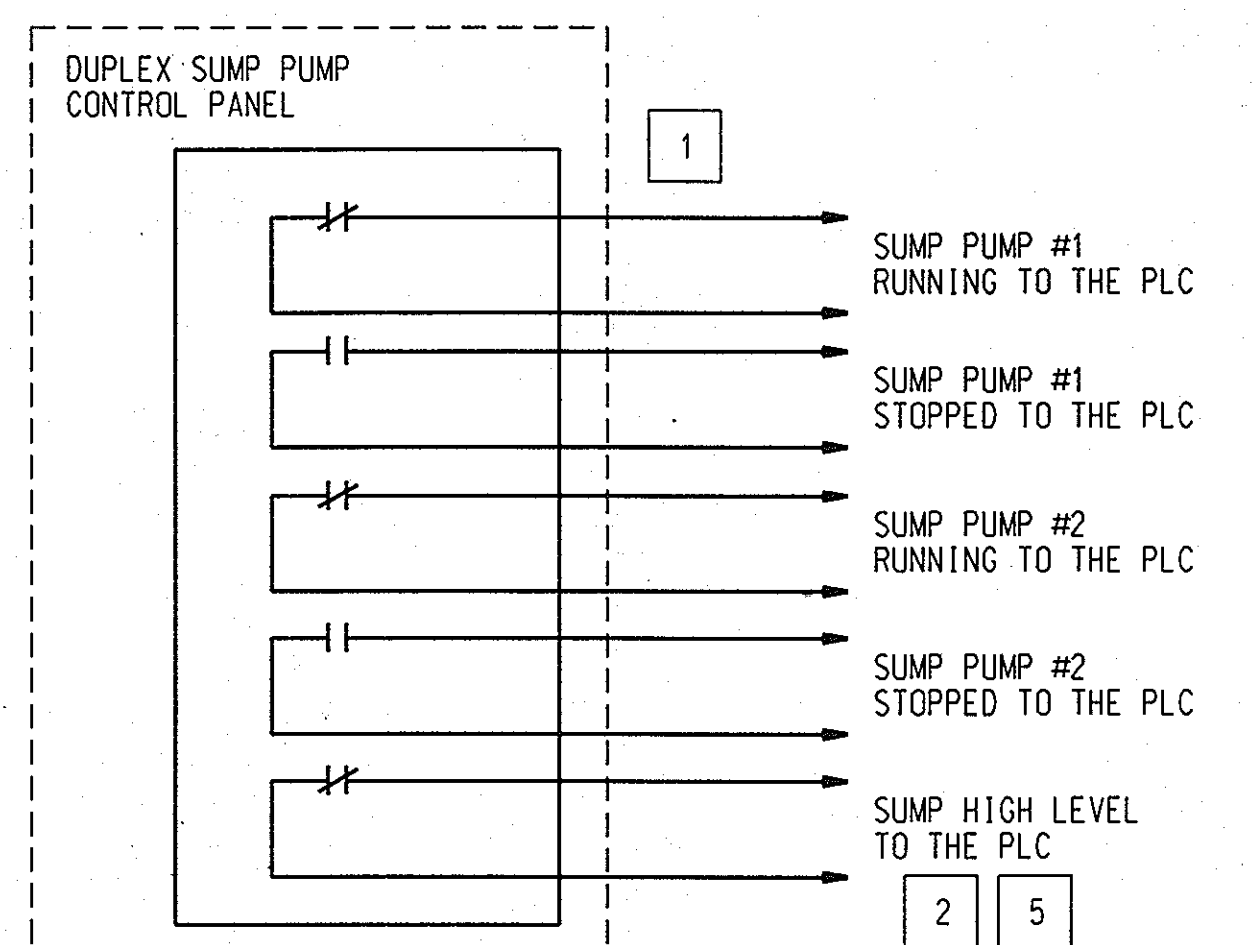 DUPLEX SUMP PUMP
CONTROL PANEL
1
SUMP PUMP #1
RUNNING TO THE PLC
SUMP PUMP #1
STOPPED TO THE PLC
SUMP PUMP #2
RUNNING TO THE PLC
SUMP PUMP #2
STOPPED TO THE PLC
SUMP HIGH LEVEL
TO THE PLC
2 5